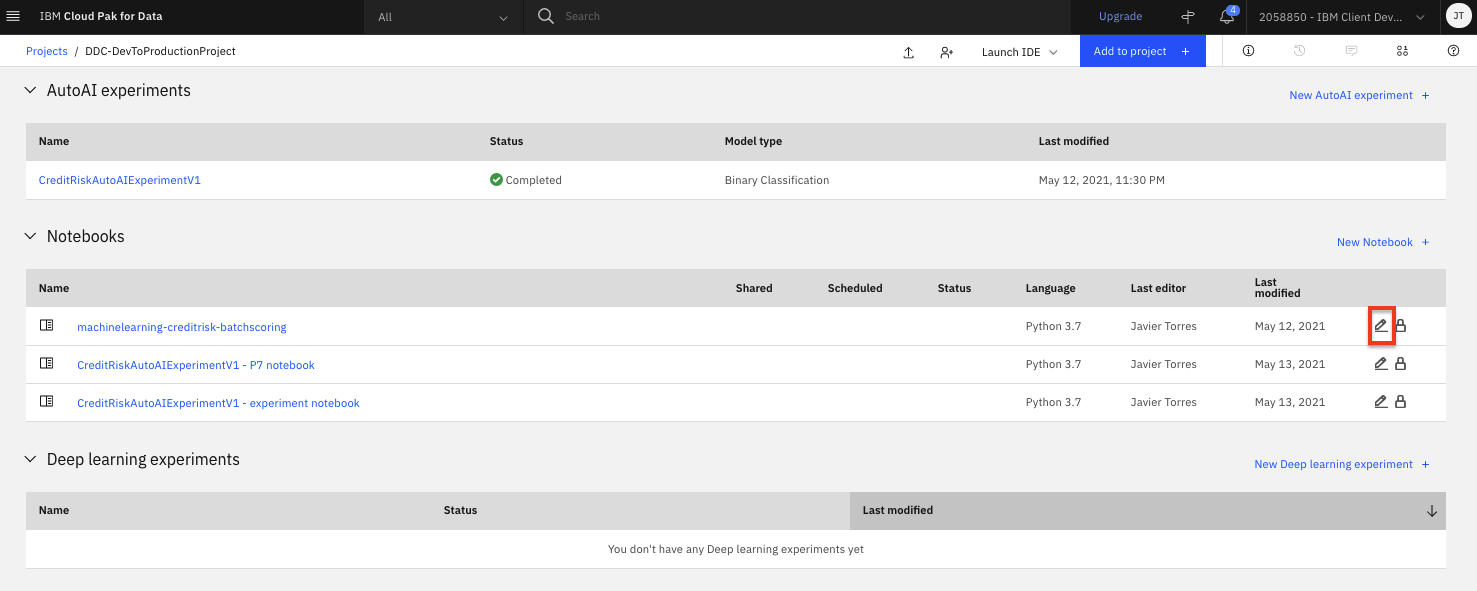 IBM Cloud Pak for Data All Search Upgrade 4 2058850 - IBM Client Dev... JT
Projects / DDC-DevToProductionProject Launch IDE Add to project +
AutoAI experiments New AutoAI experiment +
Name Status Model type Last modified
CreditRiskAutoAIExperimentV1 Completed Binary Classification May 12, 2021, 11:30 PM
Notebooks New Notebook +
Name Shared Scheduled Status Language Last editor Last modified
machinelearning-creditrisk-batchscoring Python 3.7 Javier Torres May 12, 2021
CreditRiskAutoAIExperimentV1 - P7 notebook Python 3.7 Javier Torres May 13, 2021
CreditRiskAutoAIExperimentV1 - experiment notebook Python 3.7 Javier Torres May 13, 2021
Deep learning experiments New Deep learning experiment +
Name Status Last modified
You don't have any Deep learning experiments yet